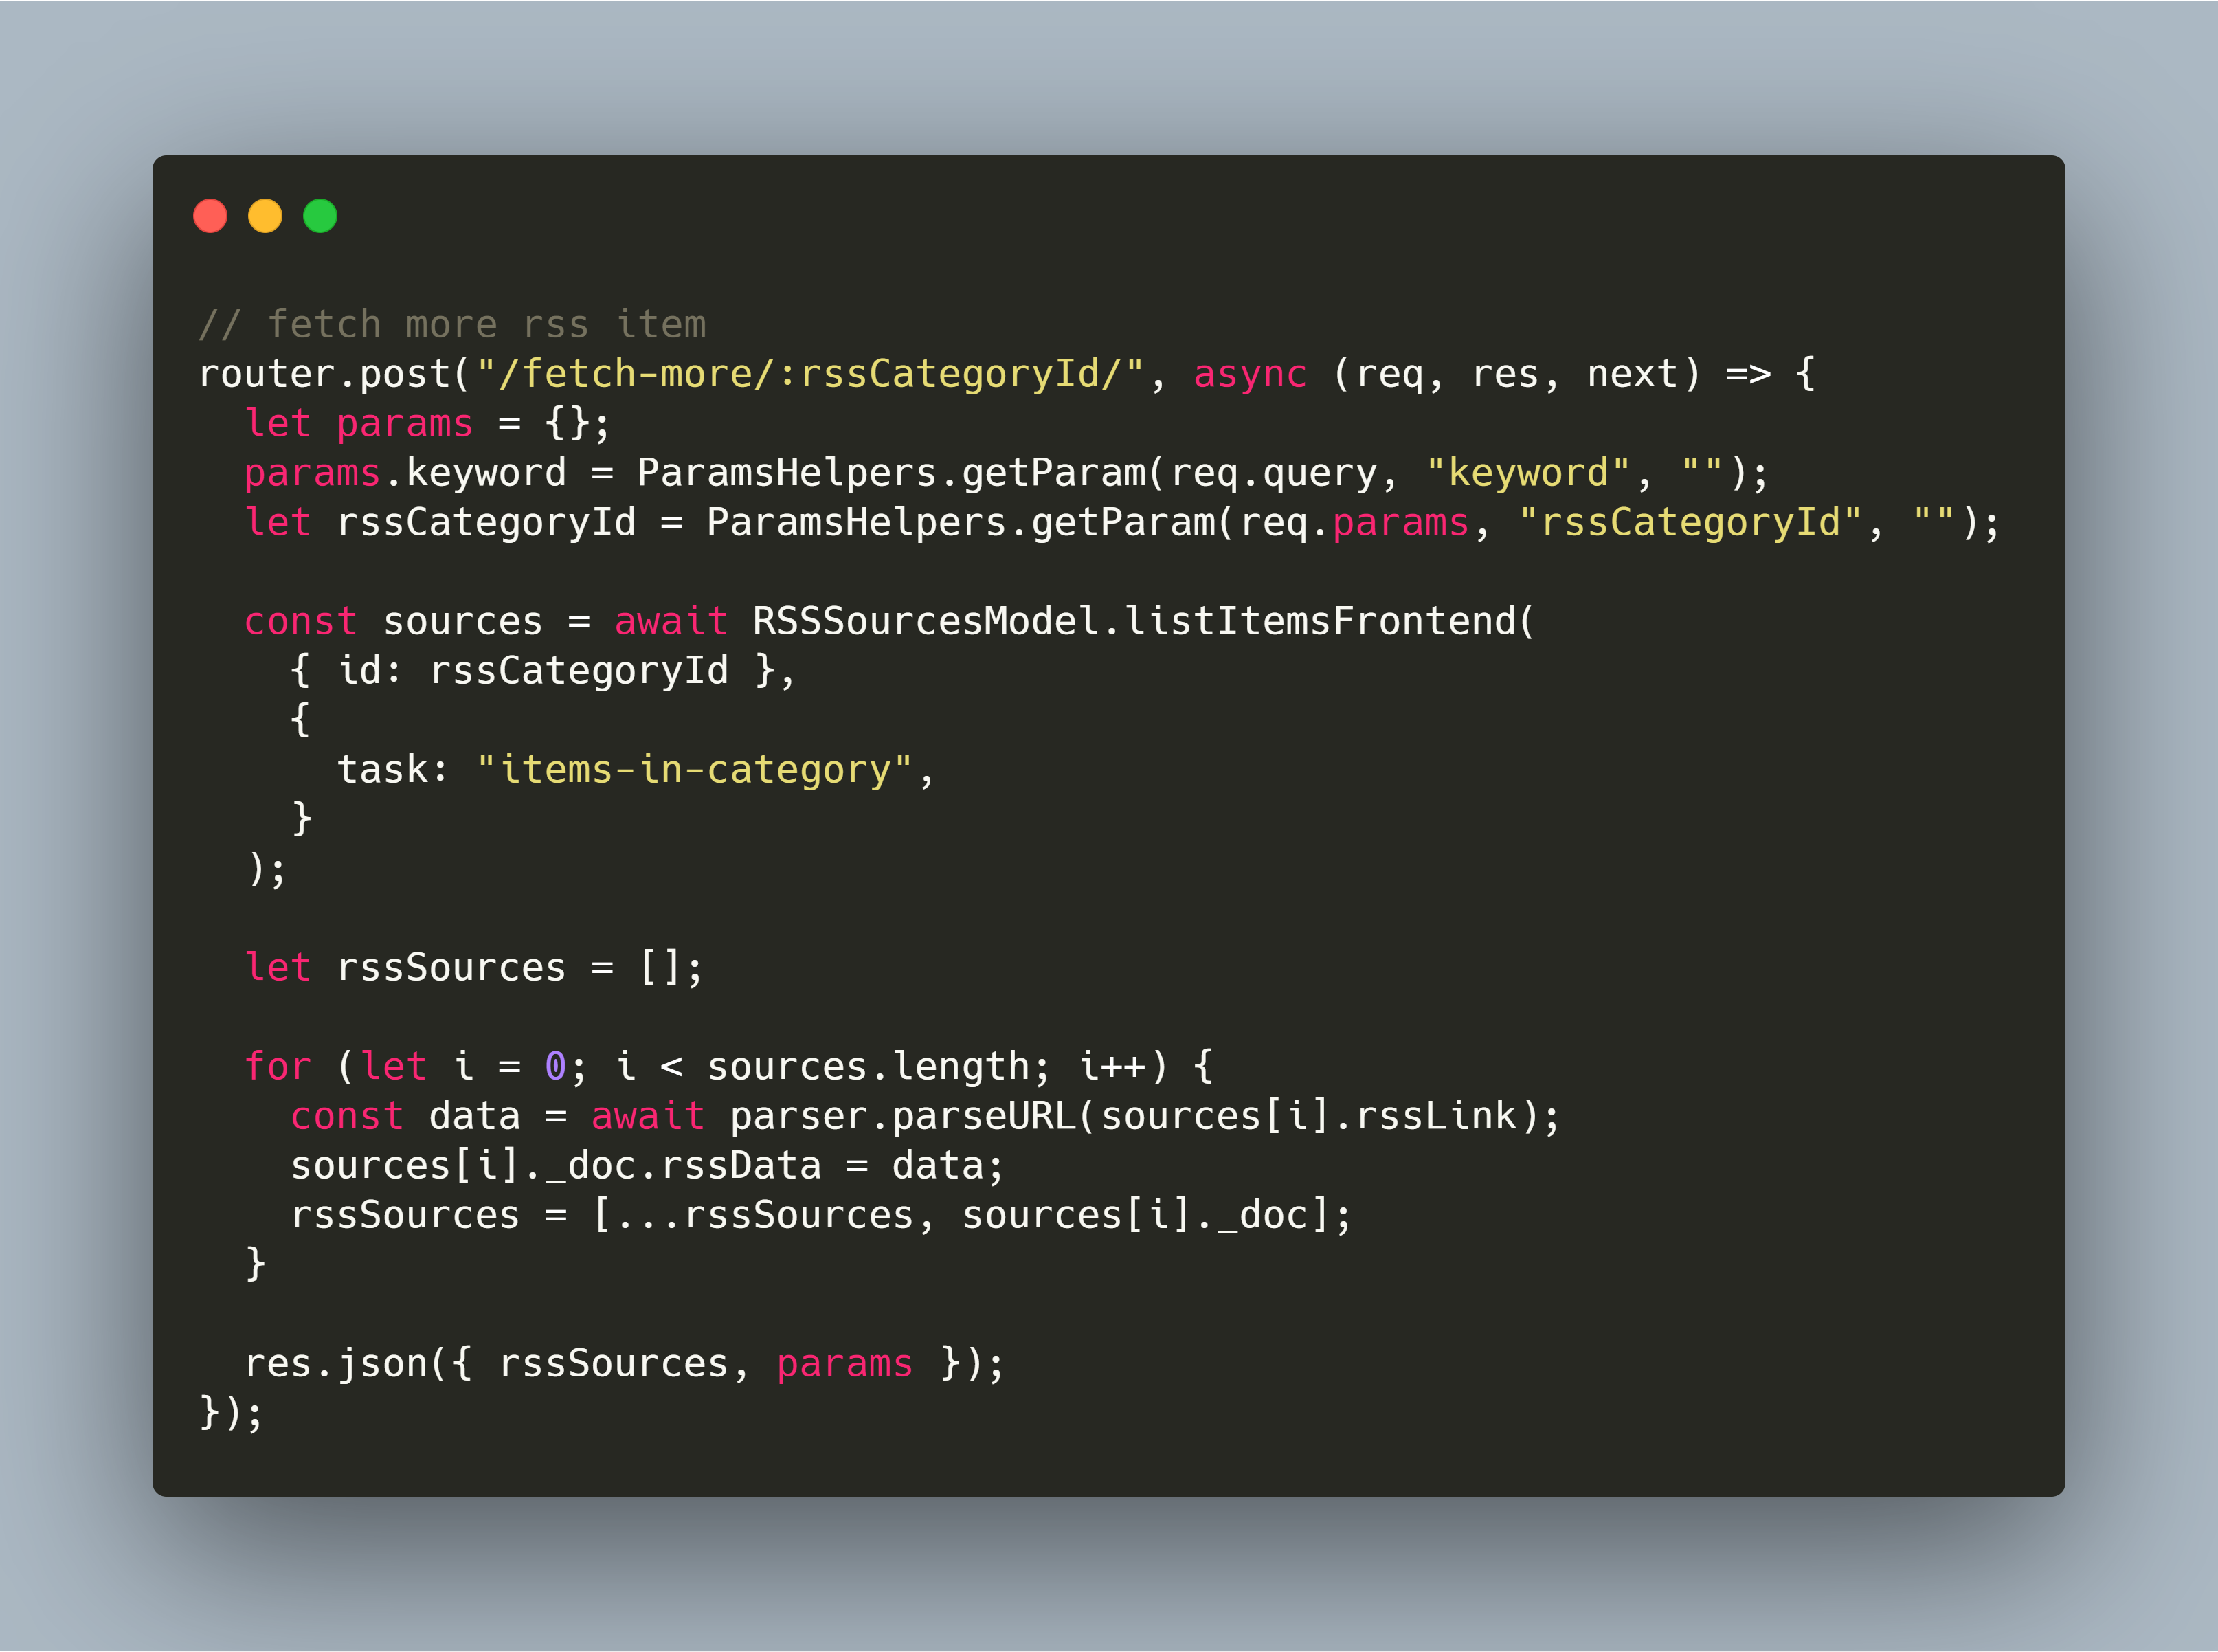 // fetch more rss item
router.post("/fetch-more/:rssCategoryId/", async (req, res, next) => {
  let params = {};
  params.keyword = ParamsHelpers.getParam(req.query, "keyword", "");
  let rssCategoryId = ParamsHelpers.getParam(req.params, "rssCategoryId", "");

  const sources = await RSSSourcesModel.listItemsFrontend(
    { id: rssCategoryId },
    {
      task: "items-in-category",
    }
  );

  let rssSources = [];

  for (let i = 0; i < sources.length; i++) {
    const data = await parser.parseURL(sources[i].rssLink);
    sources[i]._doc.rssData = data;
    rssSources = [...rssSources, sources[i]._doc];
  }

  res.json({ rssSources, params });
});